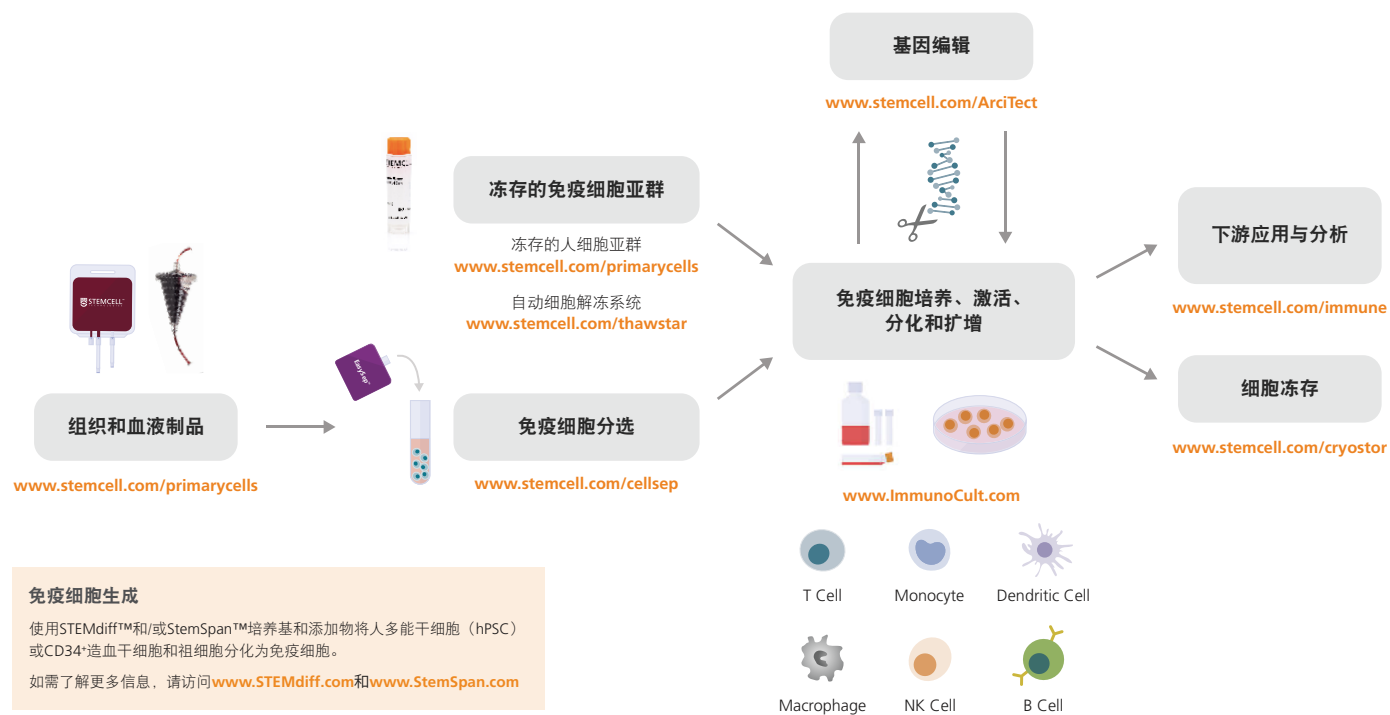 基因编辑
www.stemcell.com/ArciTect
冻存的免疫细胞亚群
冻存的人细胞亚群
www.stemcell.com/primarycells
自动细胞解冻系统
www.stemcell.com/thawstar
STEMCELL
组织和血液制品
www.stemcell.com/primarycells
EasySep™
免疫细胞分选
www.stemcell.com/cellsep
免疫细胞培养、激活、
分化和扩增
www.ImmunoCult.com
下游应用与分析
www.stemcell.com/immune
细胞冻存
www.stemcell.com/cryostor
T Cell
Monocyte
Dendritic Cell
Macrophage
NK Cell
B Cell
免疫细胞生成
使用STEMdiff™和/或StemSpan™培养基和添加物将人多能干细胞（hPSC）
或CD34⁺造血干细胞和祖细胞分化为免疫细胞。
如需了解更多信息，请访问www.STEMdiff.com和www.StemSpan.com